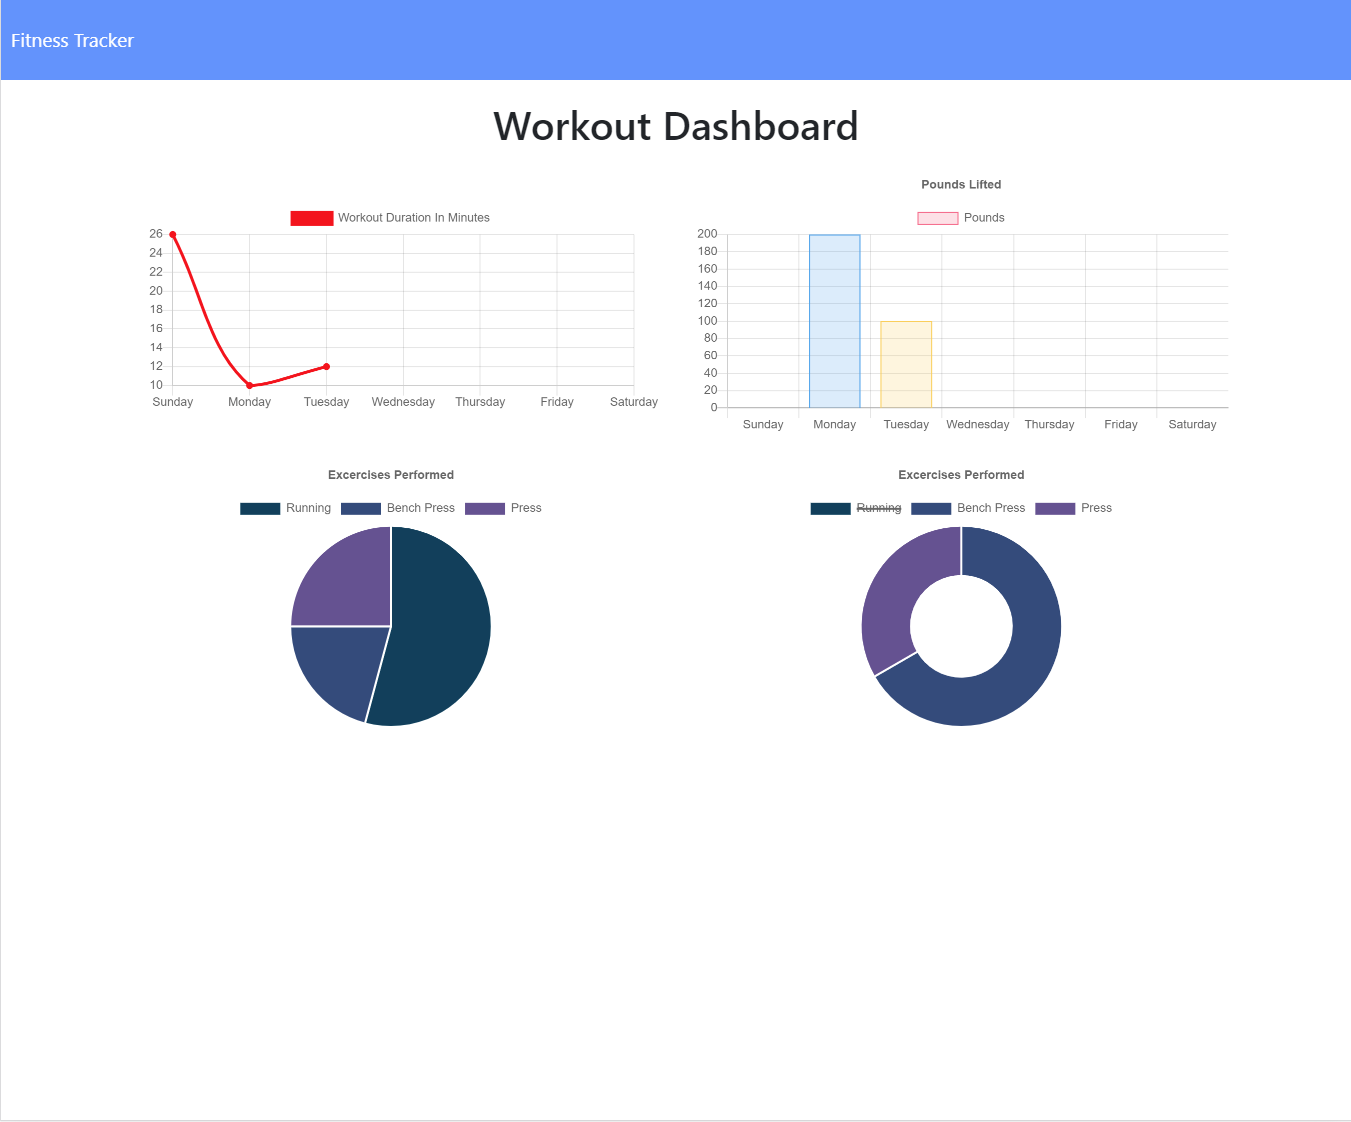 Fitness Tracker
Workout Dashboard
Workout Duration In Minutes
26
24
22
20
18
16
14
12
10
Sunday Monday Tuesday Wednesday Thursday Friday Saturday
Pounds Lifted
Pounds
200
180
160
140
120
100
80
60
40
20
0
Sunday Monday Tuesday Wednesday Thursday Friday Saturday
Excercises Performed
Running Bench Press Press
Excercises Performed
Running Bench Press Press